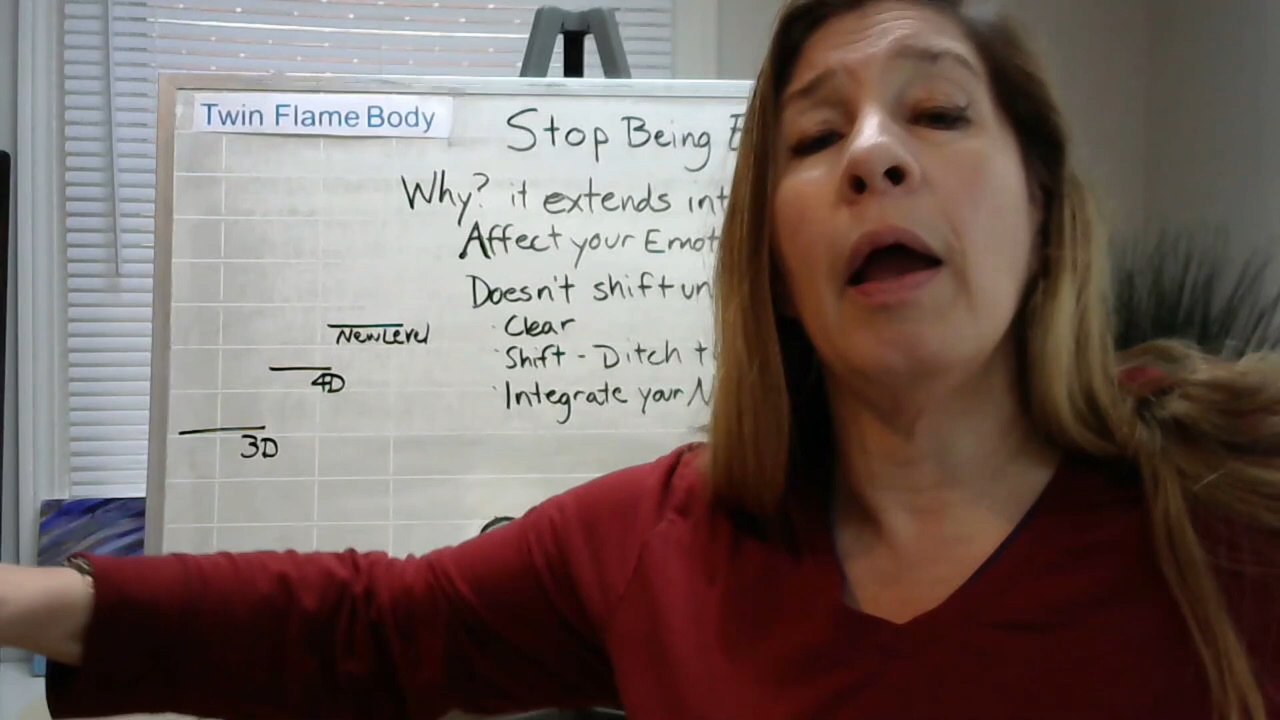 Twin Flame Body
Stop Being
Why? it extends int
Affect your Emot
Doesn't shift un
· Clear
· Shift - Ditch t
· Integrate your N
New Level
4D
3D